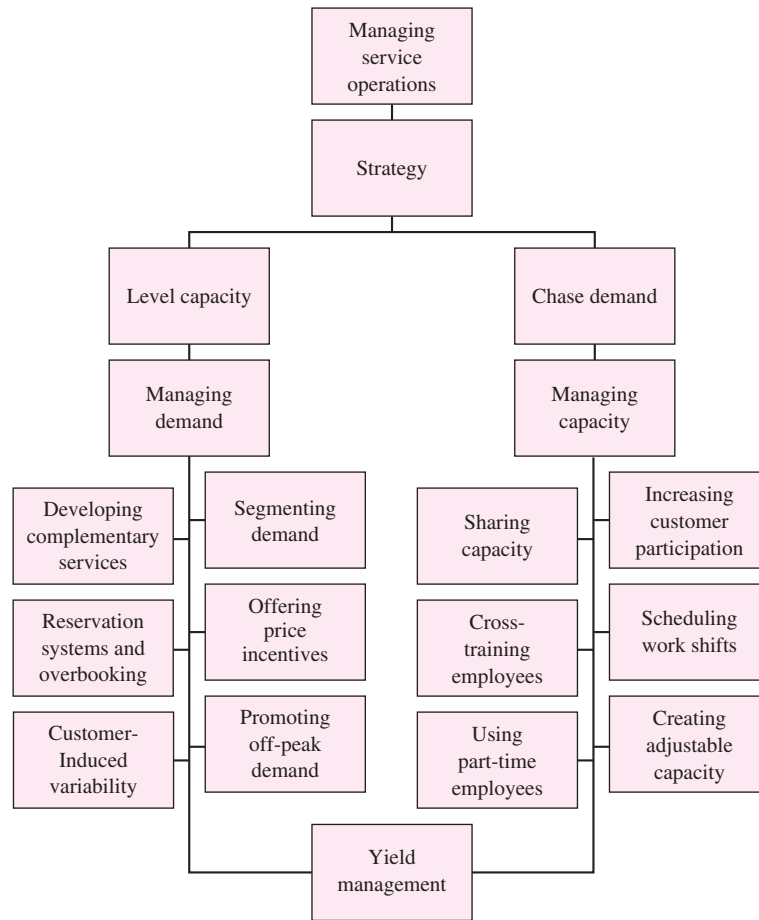 Managing
service
operations
Strategy
Level capacity
Chase demand
Managing
demand
Managing
capacity
Developing
complementary
services
Segmenting
demand
Sharing
capacity
Increasing
customer
participation
Reservation
systems and
overbooking
Offering
price
incentives
Cross-
training
employees
Scheduling
work shifts
Customer-
Induced
variability
Promoting
off-peak
demand
Using
part-time
employees
Creating
adjustable
capacity
Yield
management